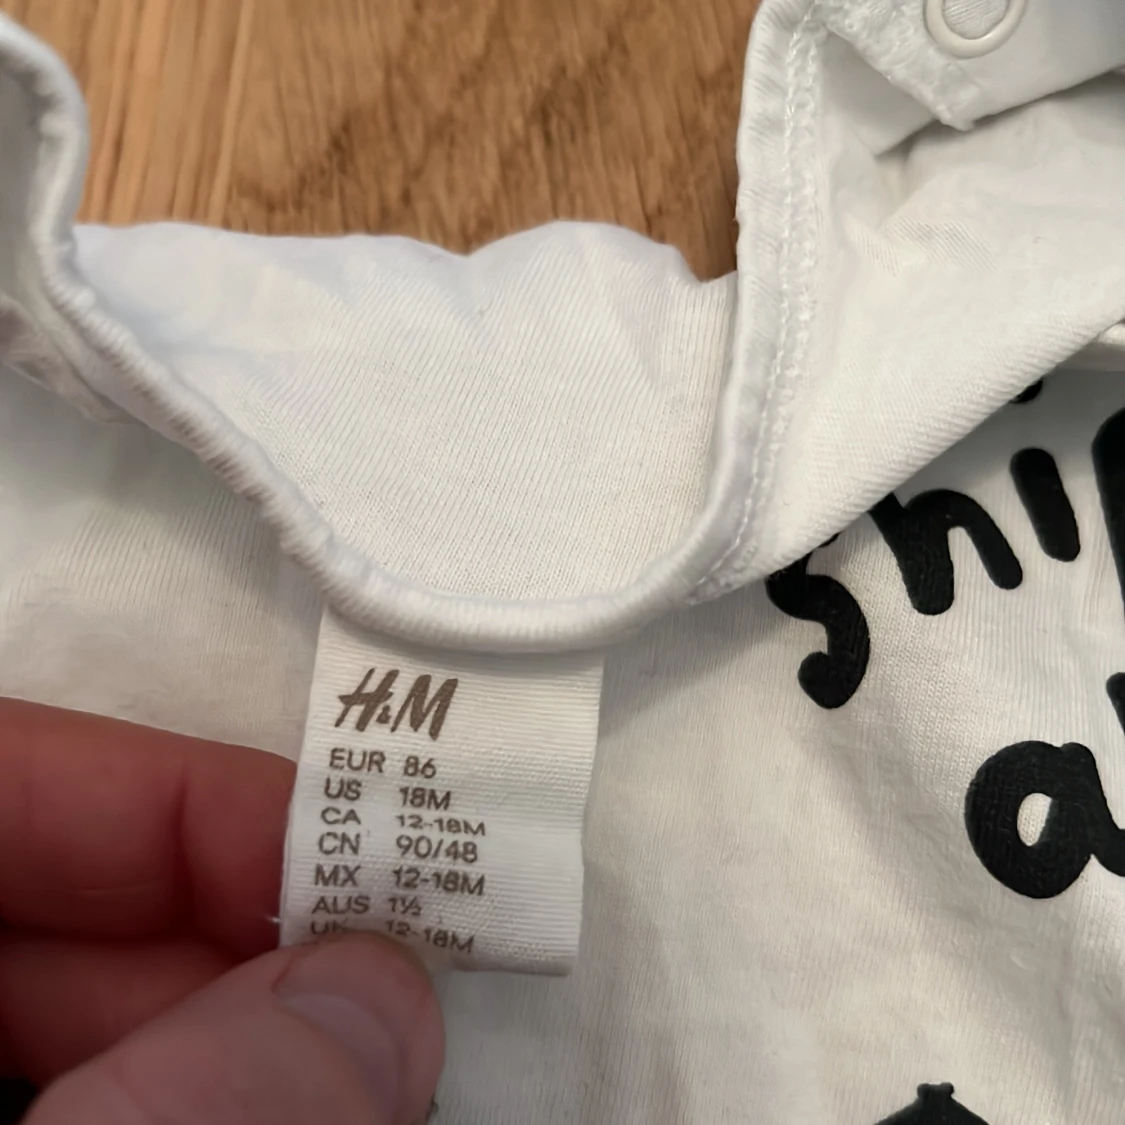 H&M
EUR 86
US 18M
CA 12-18M
CN 90/48
MX 12-18M
AUS 1½
UK 12-18M
shi
a